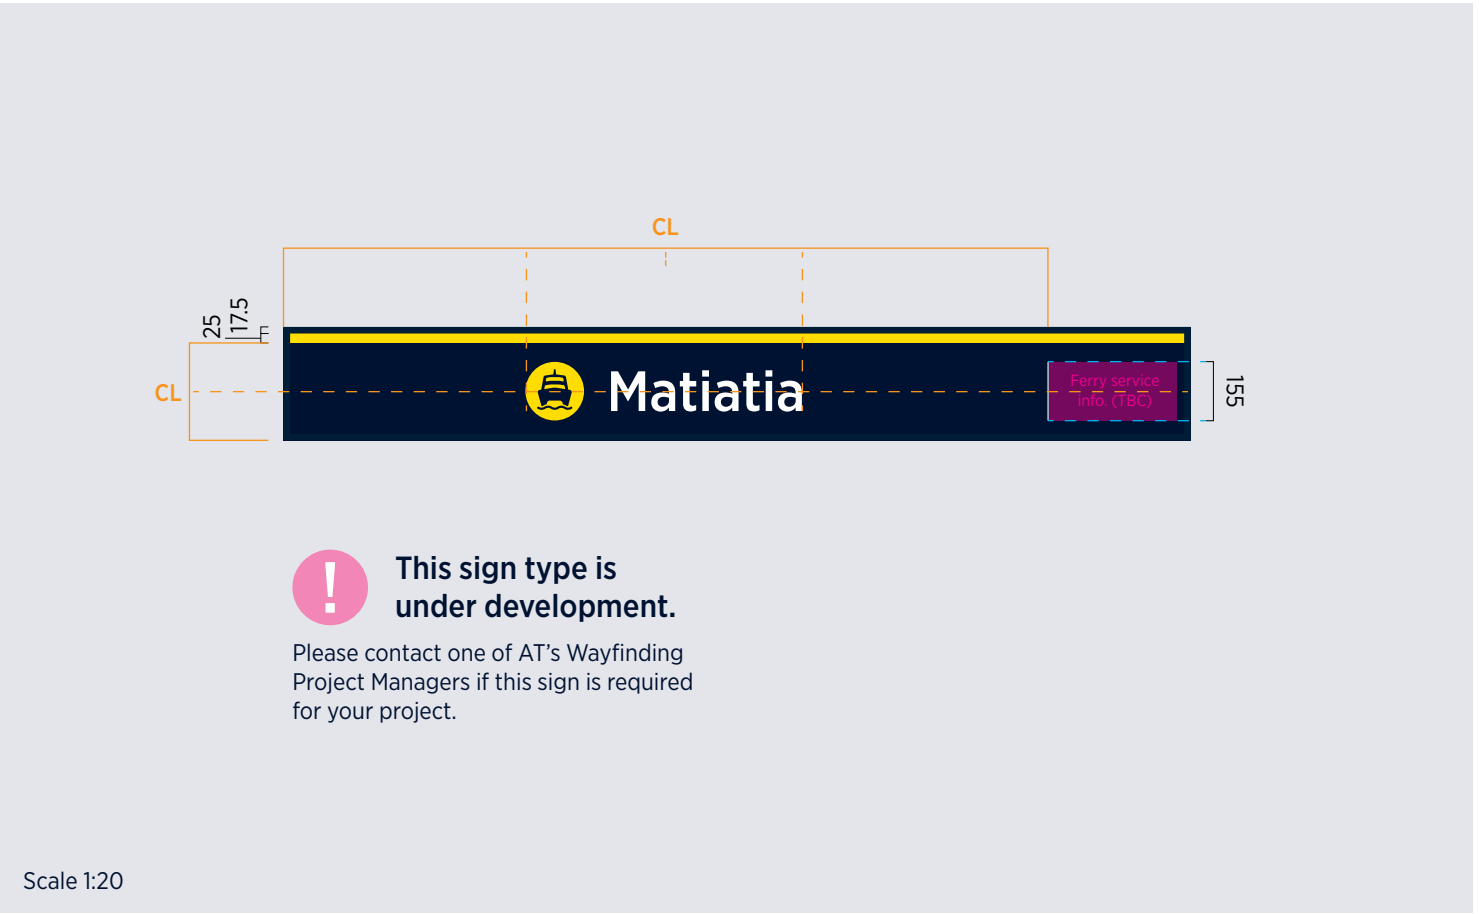 CL
25
17.5
CL
Matiatia
Ferry service
info. (TBC)
155
!
This sign type is
under development.
Please contact one of AT’s Wayfinding
Project Managers if this sign is required
for your project.
Scale 1:20